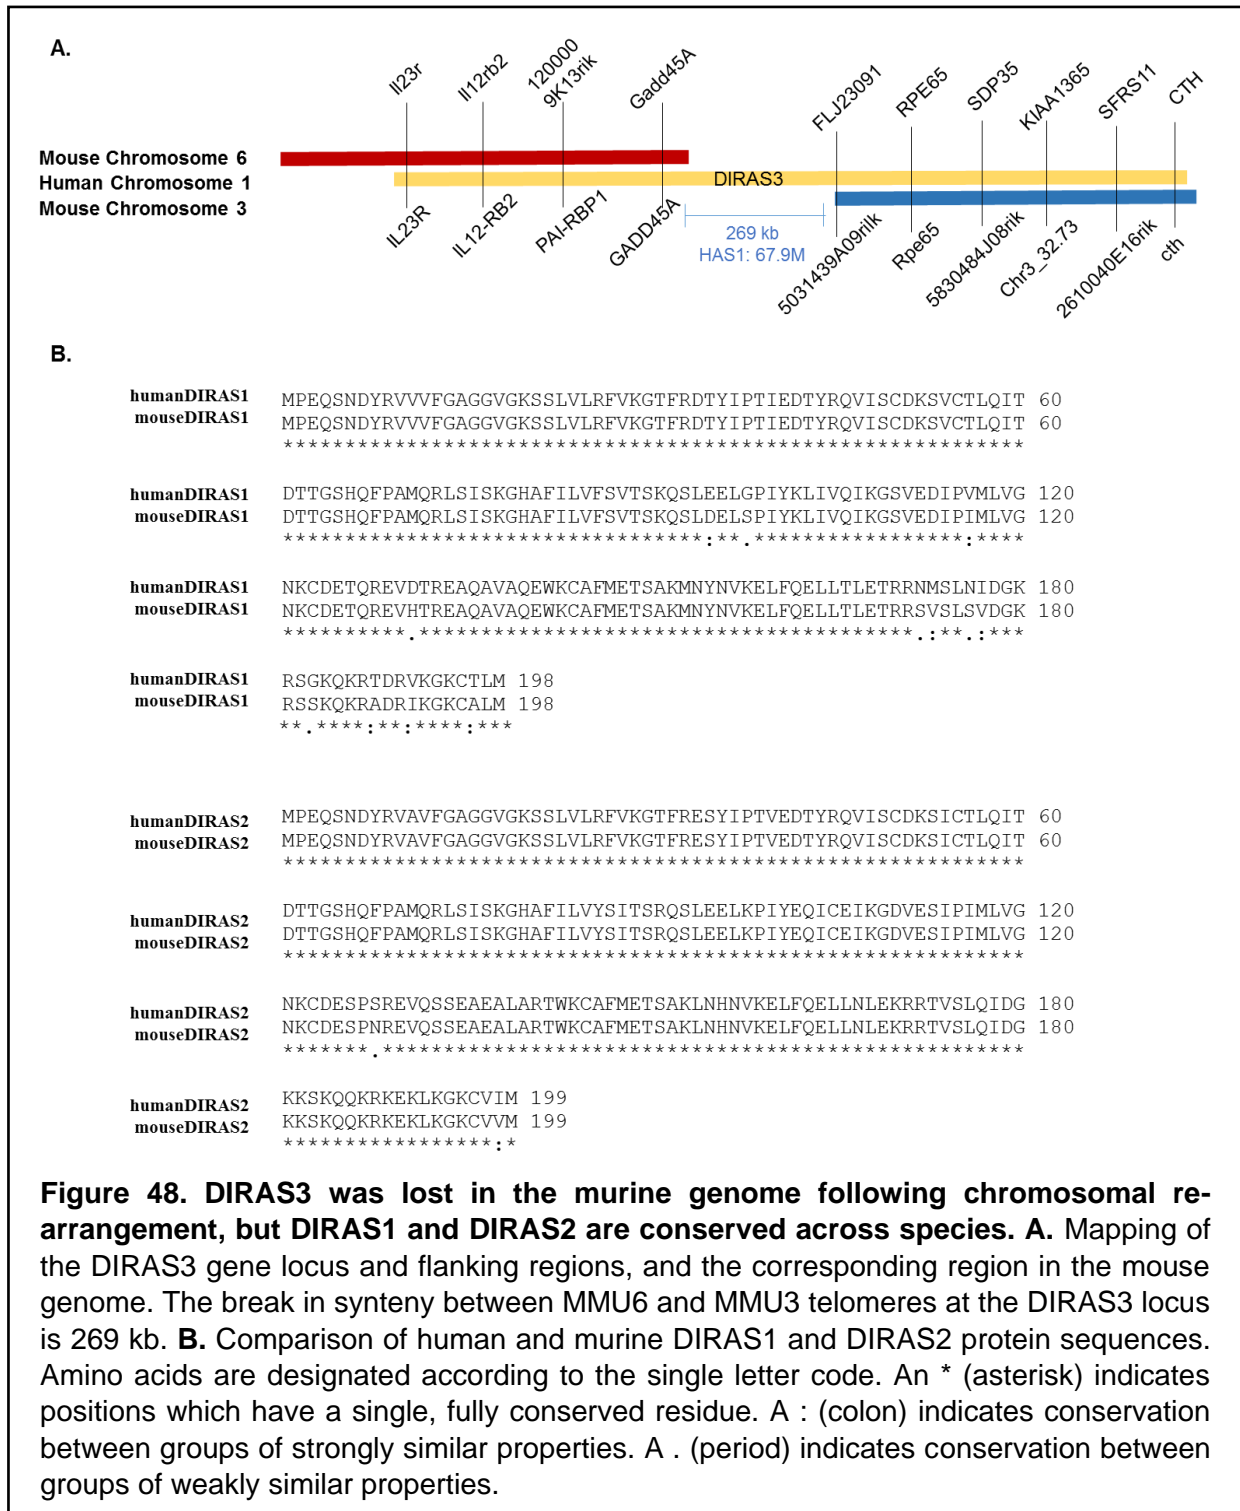 A.
Il23r
Il12rb2
120000
9K13rik
Gadd45A
FLJ23091
RPE65
SDP35
KIAA1365
SFRS11
CTH
Mouse Chromosome 6
Human Chromosome 1
DIRAS3
Mouse Chromosome 3
IL23R
IL12-RB2
PAI-RBP1
GADD45A
269 kb
HAS1: 67.9M
5031439A09rilk
Rpe65
5830484J08rik
Chr3_32.73
2610040E16rik
cth
B.
humanDIRAS1 MPEQSNDYRVVVFGAGGVGKSSLVLRFVKGTFRDTYIPTIEDTYRQVISCDKSVCTLQIT 60
mouseDIRAS1 MPEQSNDYRVVVFGAGGVGKSSLVLRFVKGTFRDTYIPTIEDTYRQVISCDKSVCTLQIT 60
************************************************************
humanDIRAS1 DTTGSHQFPAMQRLSISKGHAFILVFSVTSKQSLEELGPIYKLIVQIKGSVEDIPVMLVG 120
mouseDIRAS1 DTTGSHQFPAMQRLSISKGHAFILVFSVTSKQSLDELSPIYKLIVQIKGSVEDIPIMLVG 120
**********************************:**.*****************:****
humanDIRAS1 NKCDETQREVDTREAQAVAQEWKCAFMETSAKMNYNVKELFQELLTLETRRNMSLNIDGK 180
mouseDIRAS1 NKCDETQREVHTREAQAVAQEWKCAFMETSAKMNYNVKELFQELLTLETRRSVSLSVDGK 180
**********.****************************************.:**.:***
humanDIRAS1 RSGKQKRTDRVKGKCTLM 198
mouseDIRAS1 RSSKQKRADRIKGKCALM 198
**.****:**:****:***
humanDIRAS2 MPEQSNDYRVAVFGAGGVGKSSLVLRFVKGTFRESYIPTVEDTYRQVISCDKSICTLQIT 60
mouseDIRAS2 MPEQSNDYRVAVFGAGGVGKSSLVLRFVKGTFRESYIPTVEDTYRQVISCDKSICTLQIT 60
************************************************************
humanDIRAS2 DTTGSHQFPAMQRLSISKGHAFILVYSITSRQSLEELKPIYEQICEIKGDVESIPIMLVG 120
mouseDIRAS2 DTTGSHQFPAMQRLSISKGHAFILVYSITSRQSLEELKPIYEQICEIKGDVESIPIMLVG 120
************************************************************
humanDIRAS2 NKCDESPSREVQSSEAEALARTWKCAFMETSAKLNHNVKELFQELLNLEKRRTVSLQIDG 180
mouseDIRAS2 NKCDESPNREVQSSEAEALARTWKCAFMETSAKLNHNVKELFQELLNLEKRRTVSLQIDG 180
*******.****************************************************
humanDIRAS2 KKSKQQKRKEKLKGKCVIM 199
mouseDIRAS2 KKSKQQKRKEKLKGKCVVM 199
*****************:*
Figure 48. DIRAS3 was lost in the murine genome following chromosomal re-
arrangement, but DIRAS1 and DIRAS2 are conserved across species. A. Mapping of
the DIRAS3 gene locus and flanking regions, and the corresponding region in the mouse
genome. The break in synteny between MMU6 and MMU3 telomeres at the DIRAS3 locus
is 269 kb. B. Comparison of human and murine DIRAS1 and DIRAS2 protein sequences.
Amino acids are designated according to the single letter code. An * (asterisk) indicates
positions which have a single, fully conserved residue. A : (colon) indicates conservation
between groups of strongly similar properties. A . (period) indicates conservation between
groups of weakly similar properties.